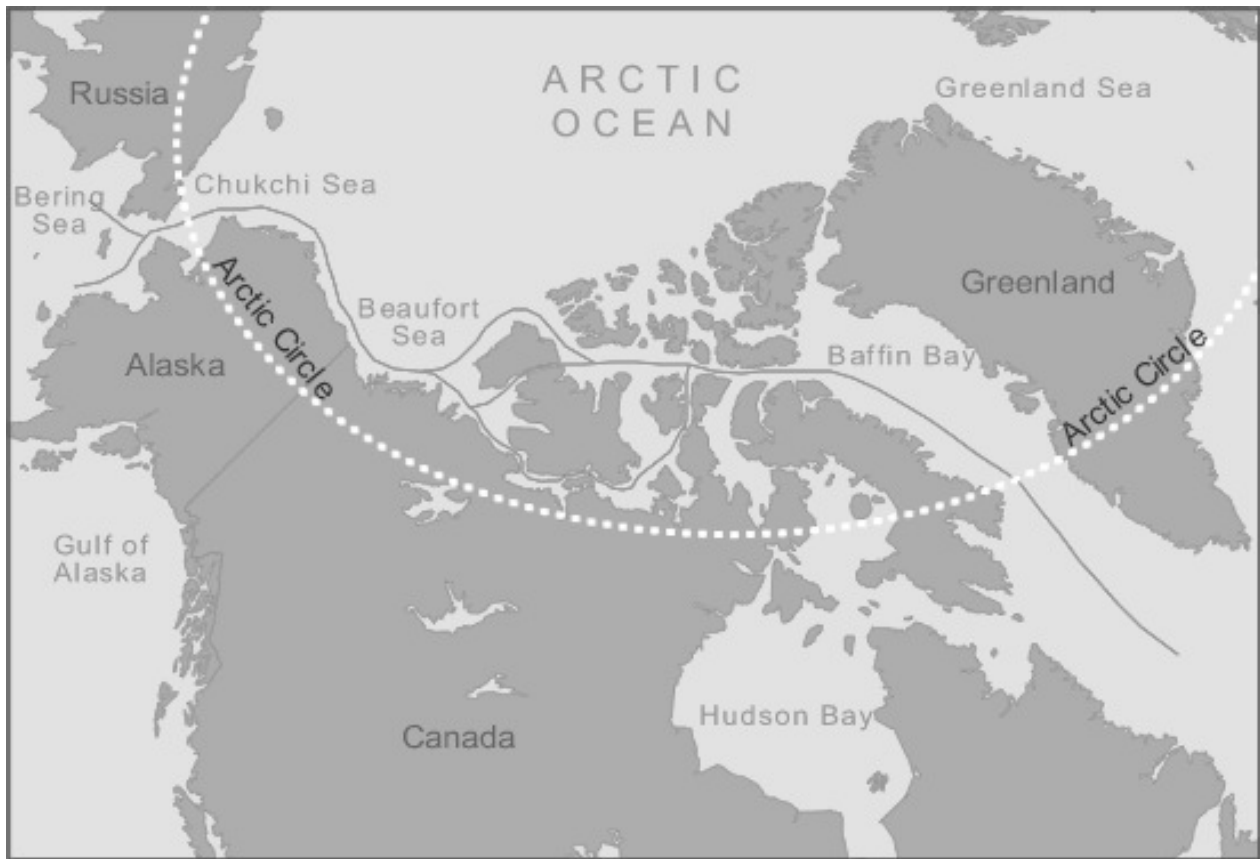 ARCTIC
OCEAN
Greenland Sea
Russia
Chukchi Sea
Bering
Sea
Arctic Circle
Greenland
Beaufort
Sea
Baffin Bay
Alaska
Arctic Circle
Gulf of
Alaska
Hudson Bay
Canada